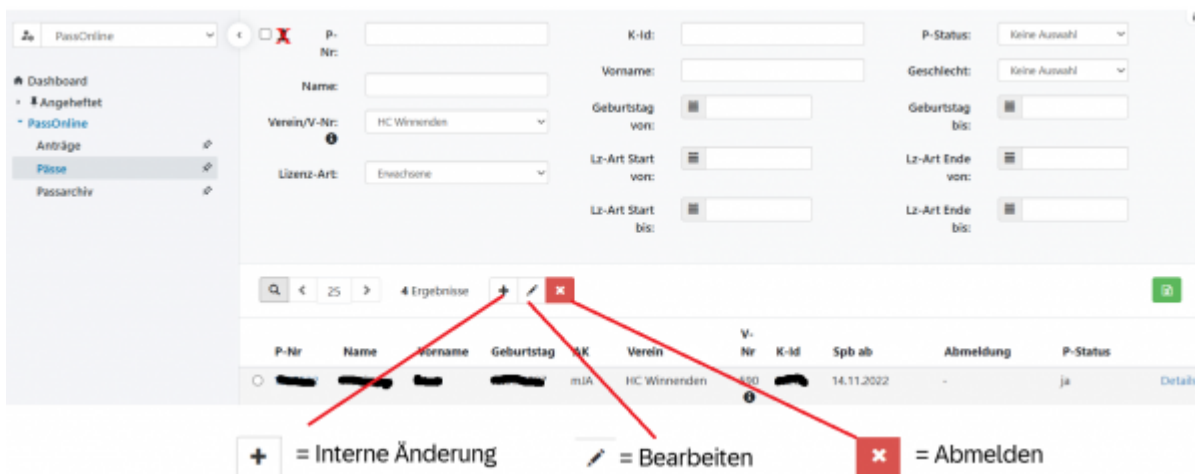 PassOnline
Dashboard
Angeheftet
PassOnline
Anträge
Pässe
Passarchiv
P-Nr:
K-Id:
P-Status: Keine Auswahl
Name:
Vorname:
Geschlecht: Keine Auswahl
Verein/V-Nr: HC Winnenden
Geburtstag von:
Geburtstag bis:
Lizenz-Art: Erwachsene
Lz-Art Start von:
Lz-Art Ende von:
Lz-Art Start bis:
Lz-Art Ende bis:
25 4 Ergebnisse
P-Nr Name Vorname Geburtstag AK Verein V-Nr K-Id Spb ab Abmeldung P-Status
mJA HC Winnenden 14.11.2022 - ja Details
+ = Interne Änderung
= Bearbeiten
= Abmelden